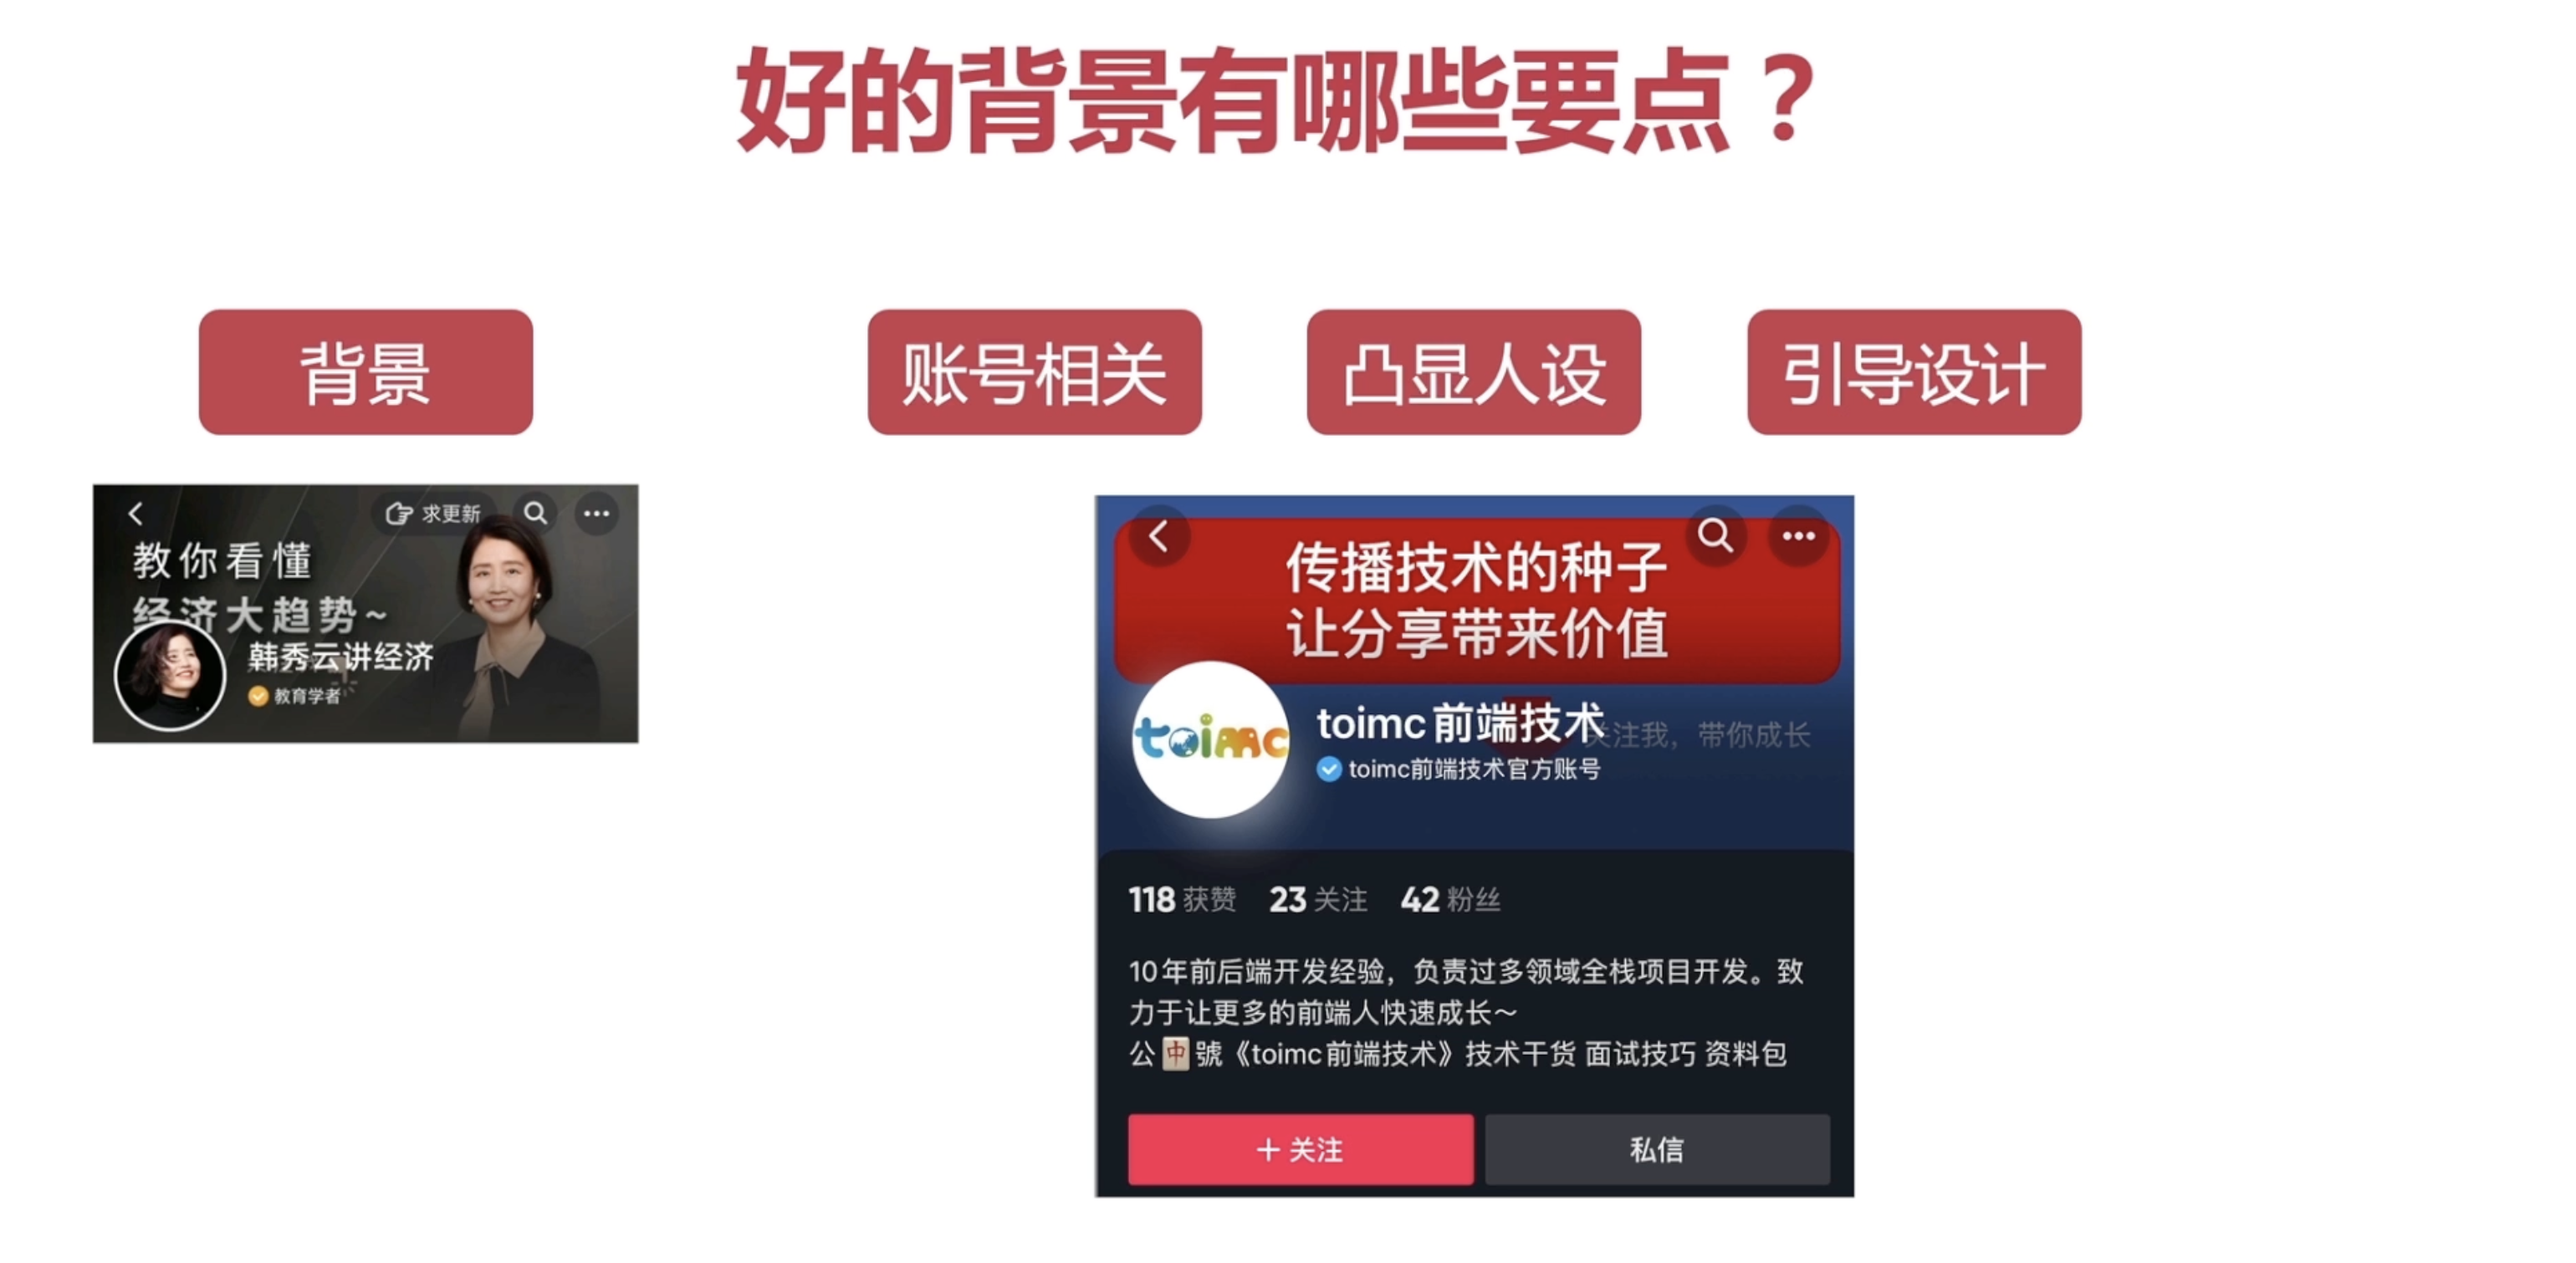 好的背景有哪些要点？
背景
账号相关
凸显人设
引导设计
求更新
教你看懂
经济大趋势~
韩秀云讲经济
教育学者
传播技术的种子
让分享带来价值
toimc
toimc前端技术
关注我，带你成长
toimc前端技术官方账号
118 获赞 23 关注 42 粉丝
10年前后端开发经验，负责过多领域全栈项目开发。致
力于让更多的前端人快速成长～
公🀄號《toimc前端技术》技术干货 面试技巧 资料包
＋ 关注
私信